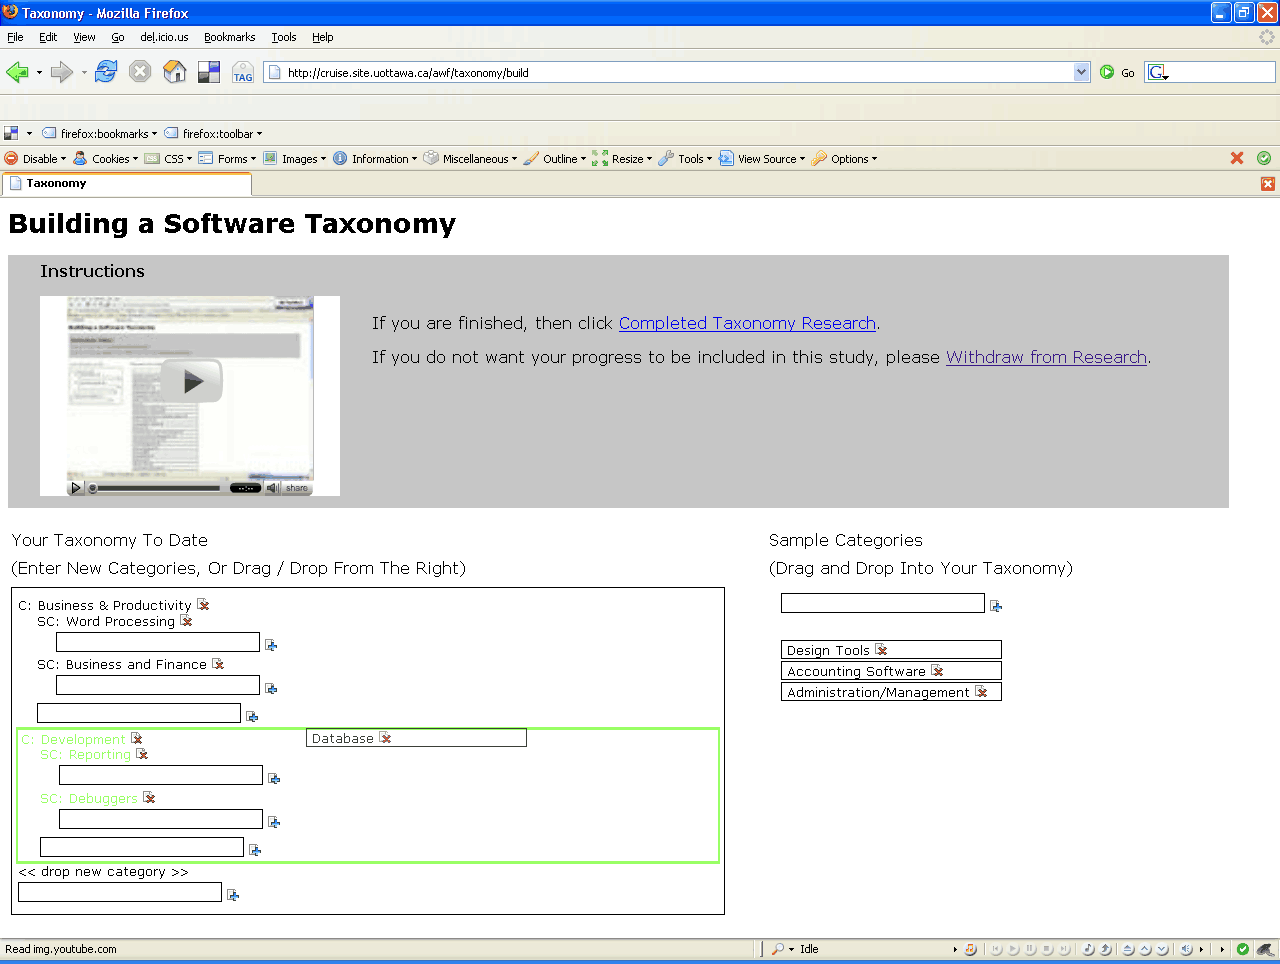 Taxonomy - Mozilla Firefox
File Edit View Go del.icio.us Bookmarks Tools Help
TAG http://cruise.site.uottawa.ca/awf/taxonomy/build Go G
firefox:bookmarks firefox:toolbar
Disable Cookies CSS Forms Images Information Miscellaneous Outline Resize Tools View Source Options
Taxonomy
Building a Software Taxonomy
Instructions
Building a Software Taxonomy
share
If you are finished, then click Completed Taxonomy Research.
If you do not want your progress to be included in this study, please Withdraw from Research.
Your Taxonomy To Date
(Enter New Categories, Or Drag / Drop From The Right)
C: Business & Productivity
SC: Word Processing
SC: Business and Finance
C: Development
Database
SC: Reporting
SC: Debuggers
<< drop new category >>
Sample Categories
(Drag and Drop Into Your Taxonomy)
Design Tools
Accounting Software
Administration/Management
Read img.youtube.com Idle